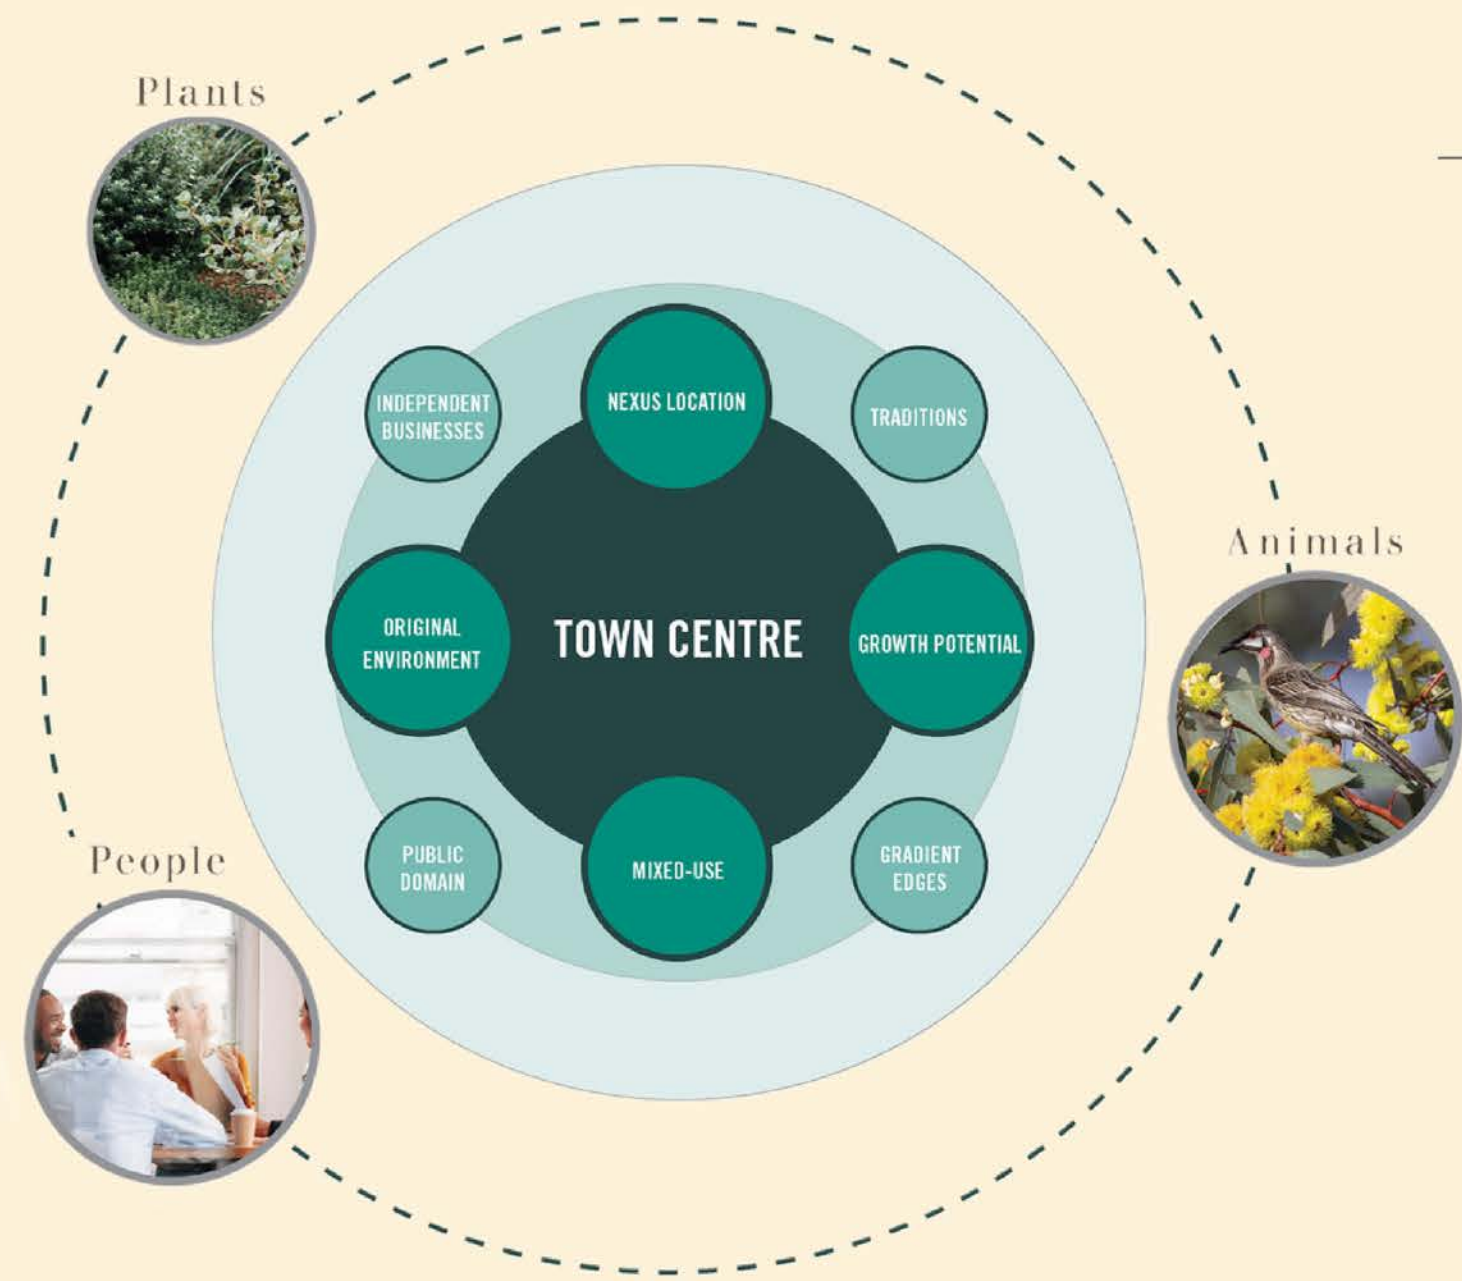 Plants
INDEPENDENT
BUSINESSES
NEXUS LOCATION
TRADITIONS
Animals
ORIGINAL
ENVIRONMENT
TOWN CENTRE
GROWTH POTENTIAL
People
PUBLIC
DOMAIN
MIXED-USE
GRADIENT
EDGES